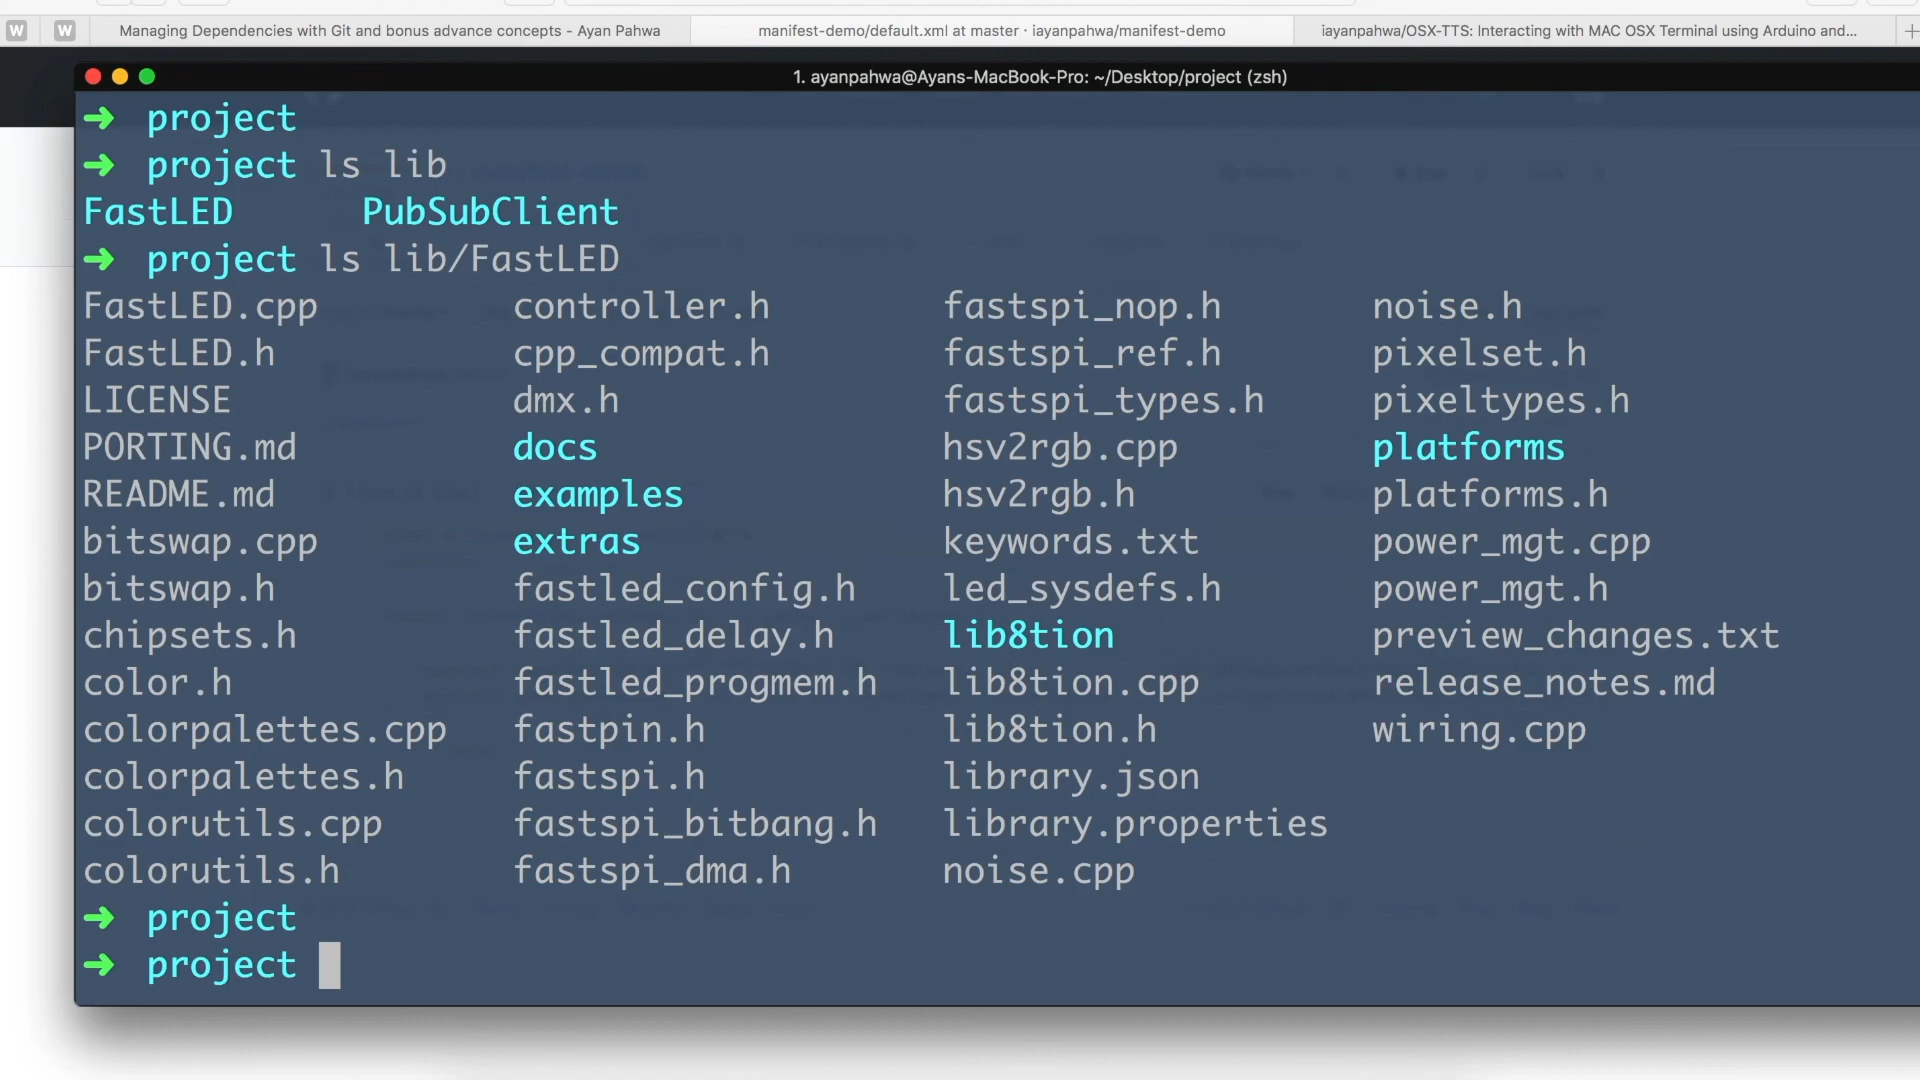 W W Managing Dependencies with Git and bonus advance concepts - Ayan Pahwa manifest-demo/default.xml at master · iayanpahwa/manifest-demo iayanpahwa/OSX-TTS: Interacting with MAC OSX Terminal using Arduino and...
1. ayanpahwa@Ayans-MacBook-Pro: ~/Desktop/project (zsh)
➜ project
➜ project ls lib
FastLED PubSubClient
➜ project ls lib/FastLED
FastLED.cpp controller.h fastspi_nop.h noise.h
FastLED.h cpp_compat.h fastspi_ref.h pixelset.h
LICENSE dmx.h fastspi_types.h pixeltypes.h
PORTING.md docs hsv2rgb.cpp platforms
README.md examples hsv2rgb.h platforms.h
bitswap.cpp extras keywords.txt power_mgt.cpp
bitswap.h fastled_config.h led_sysdefs.h power_mgt.h
chipsets.h fastled_delay.h lib8tion preview_changes.txt
color.h fastled_progmem.h lib8tion.cpp release_notes.md
colorpalettes.cpp fastpin.h lib8tion.h wiring.cpp
colorpalettes.h fastspi.h library.json
colorutils.cpp fastspi_bitbang.h library.properties
colorutils.h fastspi_dma.h noise.cpp
➜ project
➜ project